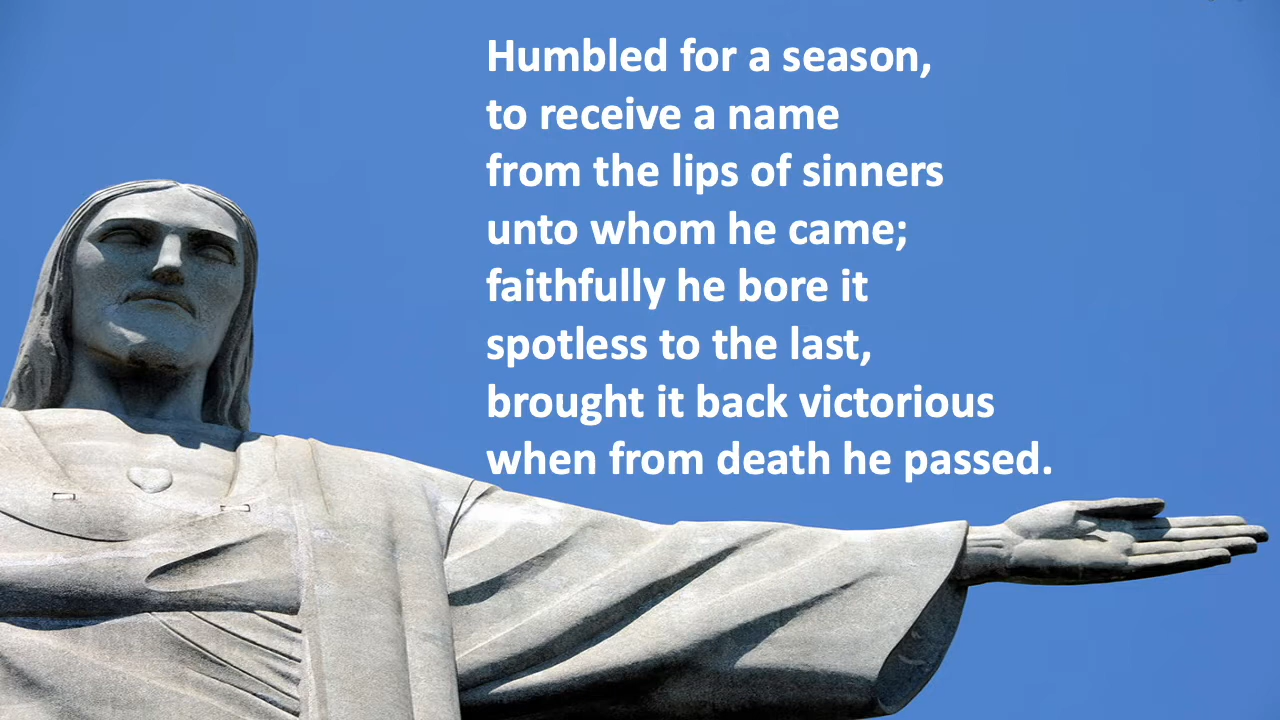 Humbled for a season,
to receive a name
from the lips of sinners
unto whom he came;
faithfully he bore it
spotless to the last,
brought it back victorious
when from death he passed.